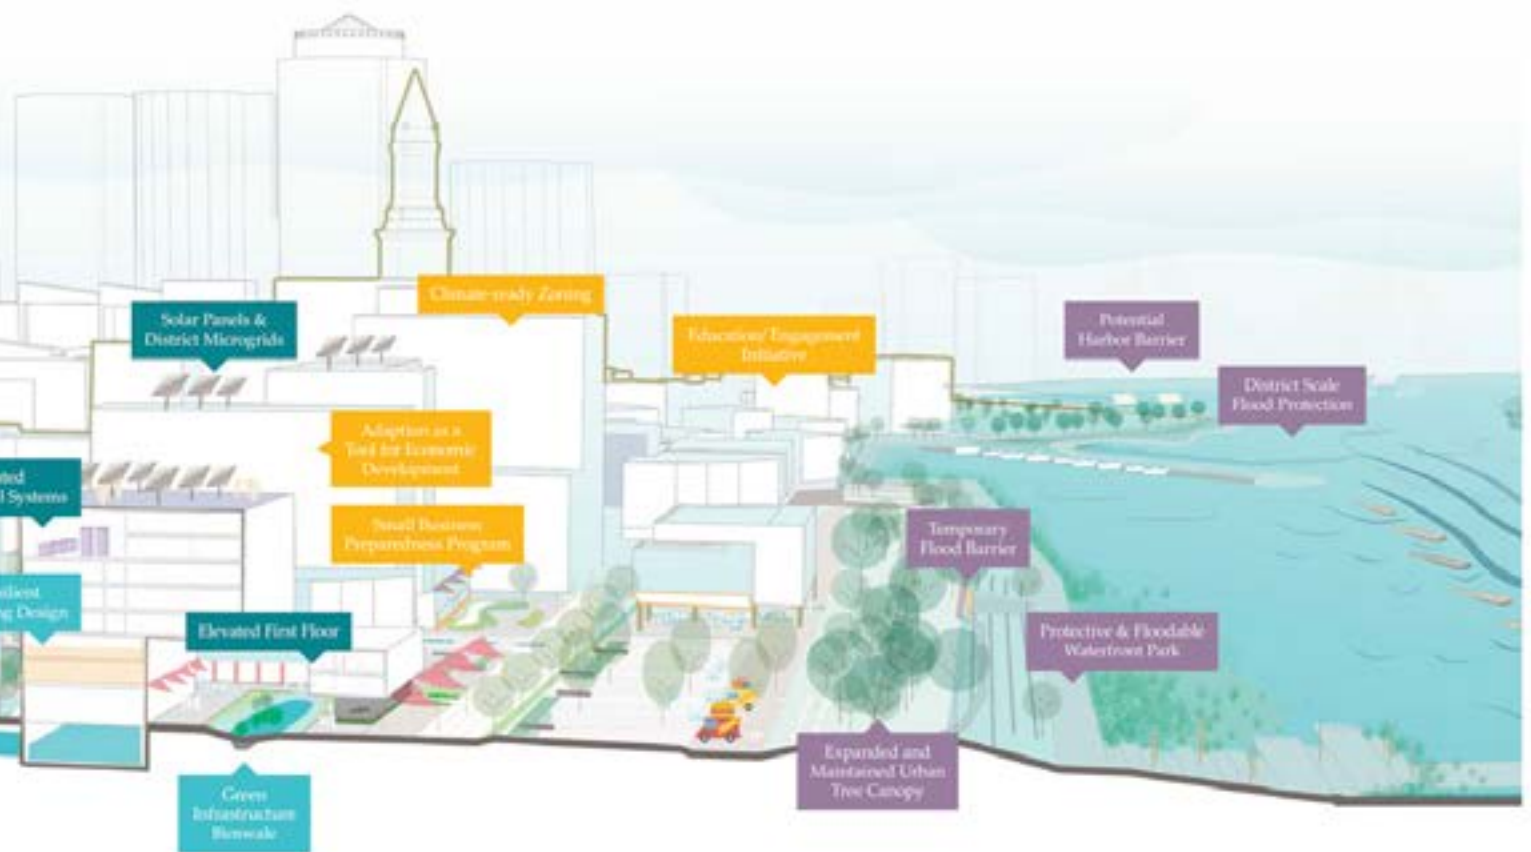 Climate-ready Zoning
Solar Panels &
District Microgrids
Education/Engagement
Initiative
Potential
Harbor Barrier
District Scale
Flood Protection
Adaption as a
Tool for Economic
Development
Systems
Small Business
Preparedness Program
Temporary
Flood Barrier
Design
Elevated First Floor
Protective & Floodable
Waterfront Park
Expanded and
Maintained Urban
Tree Canopy
Green
Infrastructure
Bioswale